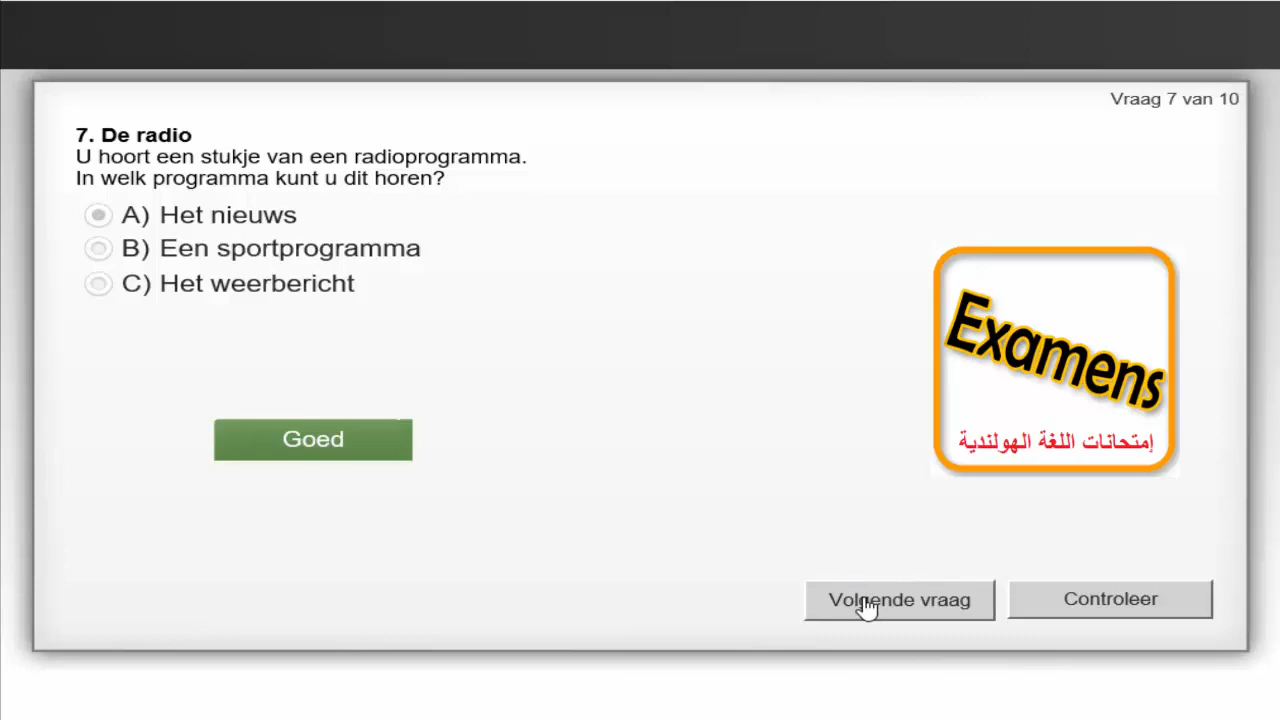 Vraag 7 van 10
7. De radio
U hoort een stukje van een radioprogramma.
In welk programma kunt u dit horen?
A) Het nieuws
B) Een sportprogramma
C) Het weerbericht
Examens
إمتحانات اللغة الهولندية
Goed
Volgende vraag
Controleer